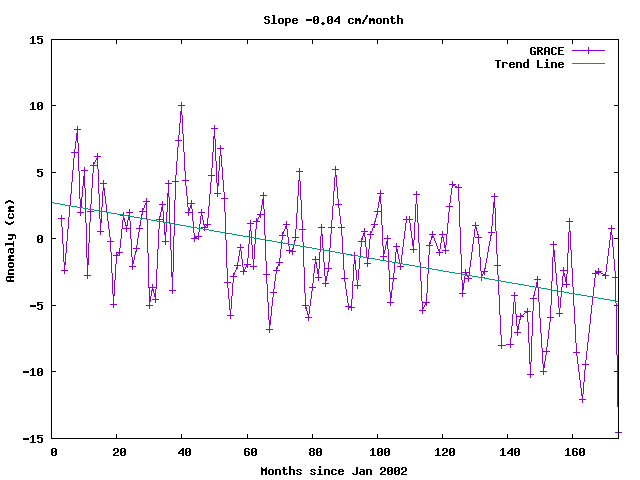 Slope -0.04 cm/month
GRACE
Trend Line
15
10
5
0
-5
-10
-15
Anomaly (cm)
0 20 40 60 80 100 120 140 160
Months since Jan 2002